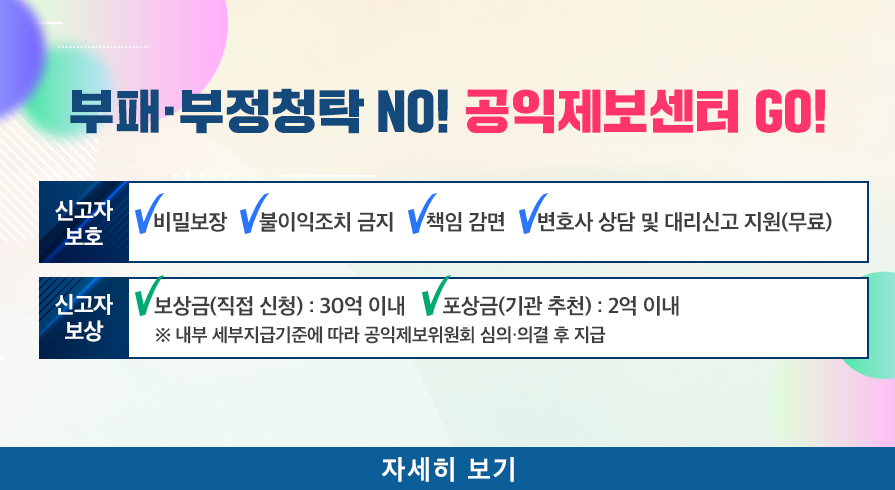 부패·부정청탁 NO! 공익제보센터 GO!
신고자
보호
비밀보장 불이익조치 금지 책임 감면 변호사 상담 및 대리신고 지원(무료)
신고자
보상
보상금(직접 신청) : 30억 이내 포상금(기관 추천) : 2억 이내
※ 내부 세부지급기준에 따라 공익제보위원회 심의·의결 후 지급
자세히 보기